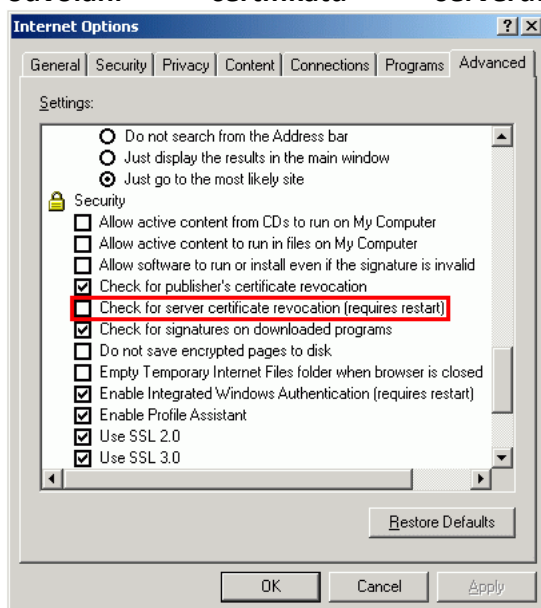 Internet Options
General Security Privacy Content Connections Programs Advanced
Settings:
Do not search from the Address bar
Just display the results in the main window
Just go to the most likely site
Security
Allow active content from CDs to run on My Computer
Allow active content to run in files on My Computer
Allow software to run or install even if the signature is invalid
Check for publisher's certificate revocation
Check for server certificate revocation (requires restart)
Check for signatures on downloaded programs
Do not save encrypted pages to disk
Empty Temporary Internet Files folder when browser is closed
Enable Integrated Windows Authentication (requires restart)
Enable Profile Assistant
Use SSL 2.0
Use SSL 3.0
Restore Defaults
OK Cancel Apply